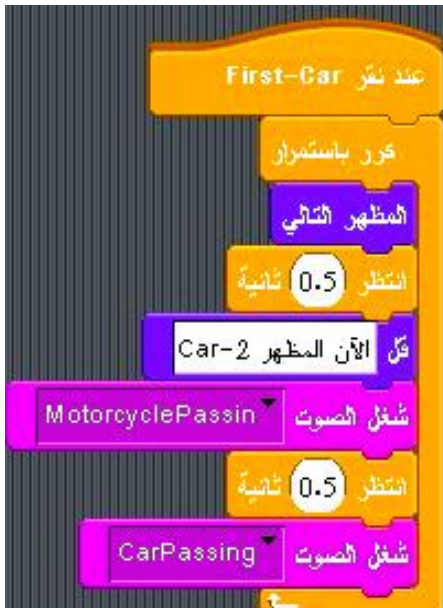 عند نقر First-Car
كرر باستمرار
المظهر التالي
انتظر 0.5 ثانية
قل الآن المظهر Car-2
شغل الصوت MotorcyclePassin
انتظر 0.5 ثانية
شغل الصوت CarPassing